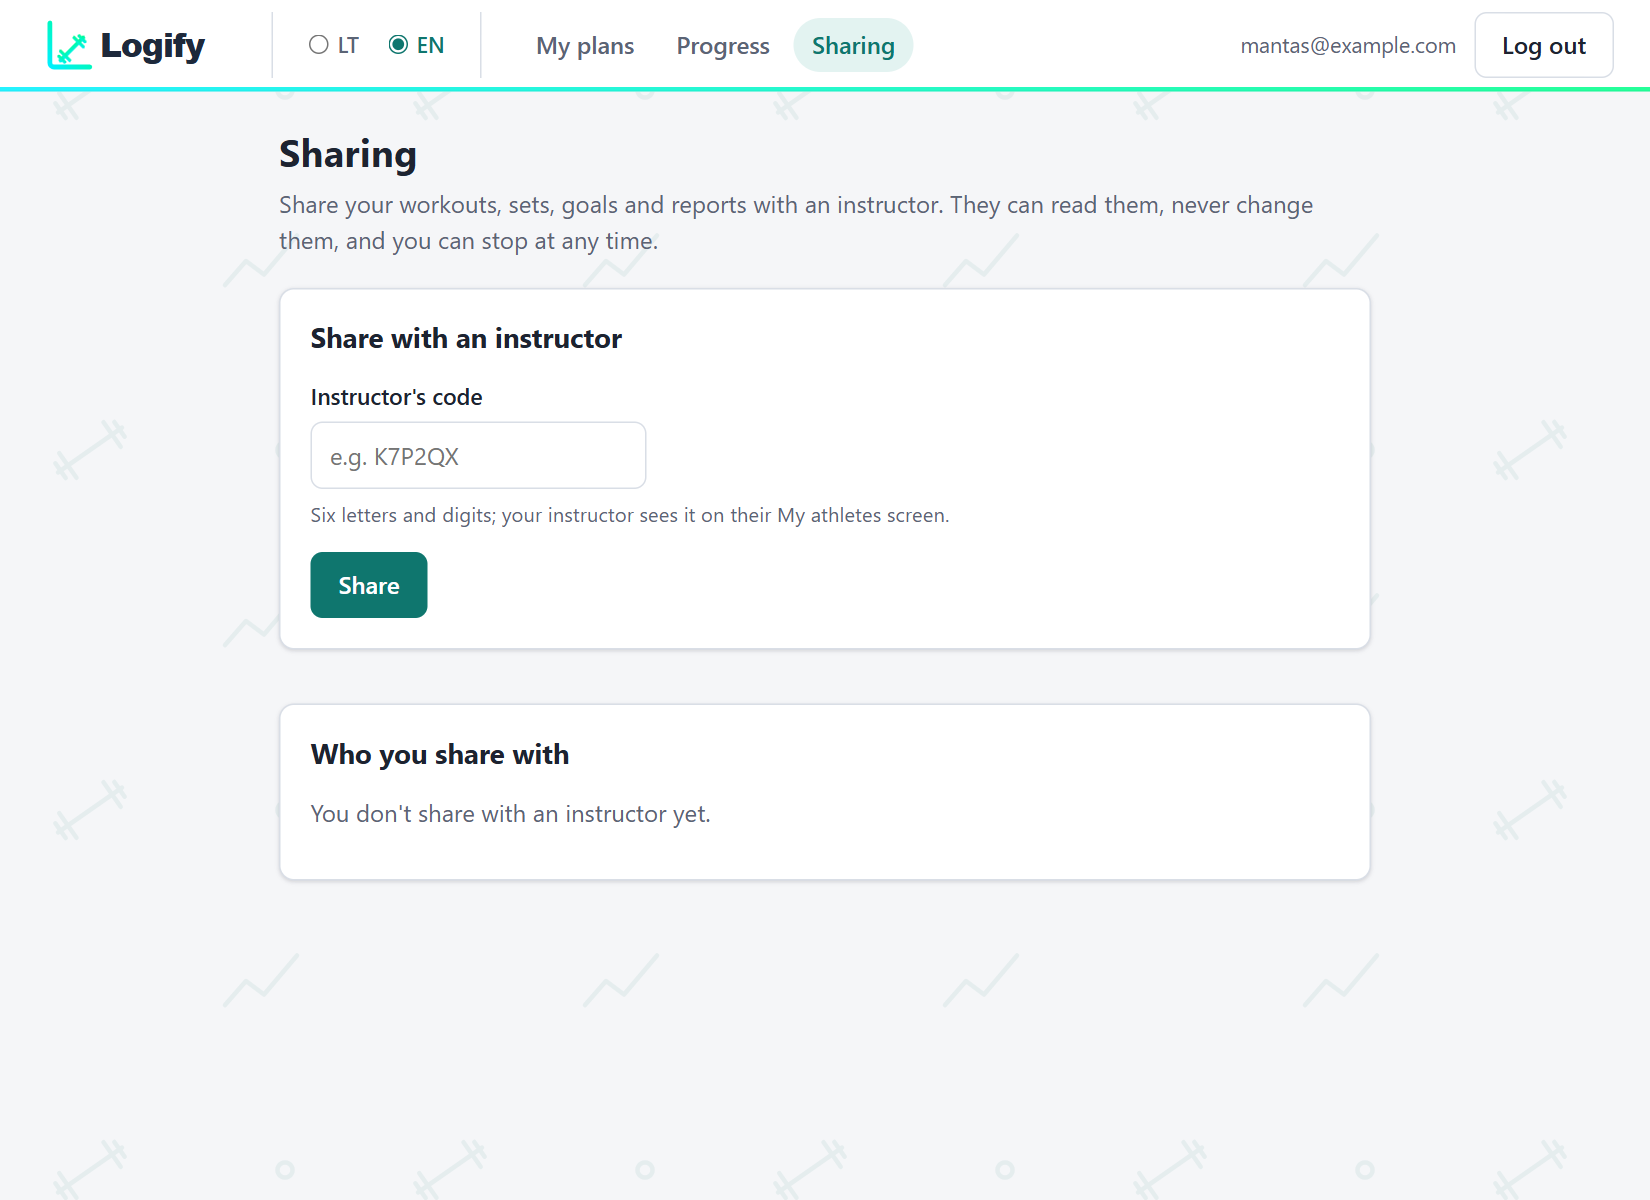 Logify
LT
EN
My plans
Progress
Sharing
mantas@example.com
Log out
Sharing
Share your workouts, sets, goals and reports with an instructor. They can read them, never change
them, and you can stop at any time.
Share with an instructor
Instructor's code
e.g. K7P2QX
Six letters and digits; your instructor sees it on their My athletes screen.
Share
Who you share with
You don't share with an instructor yet.